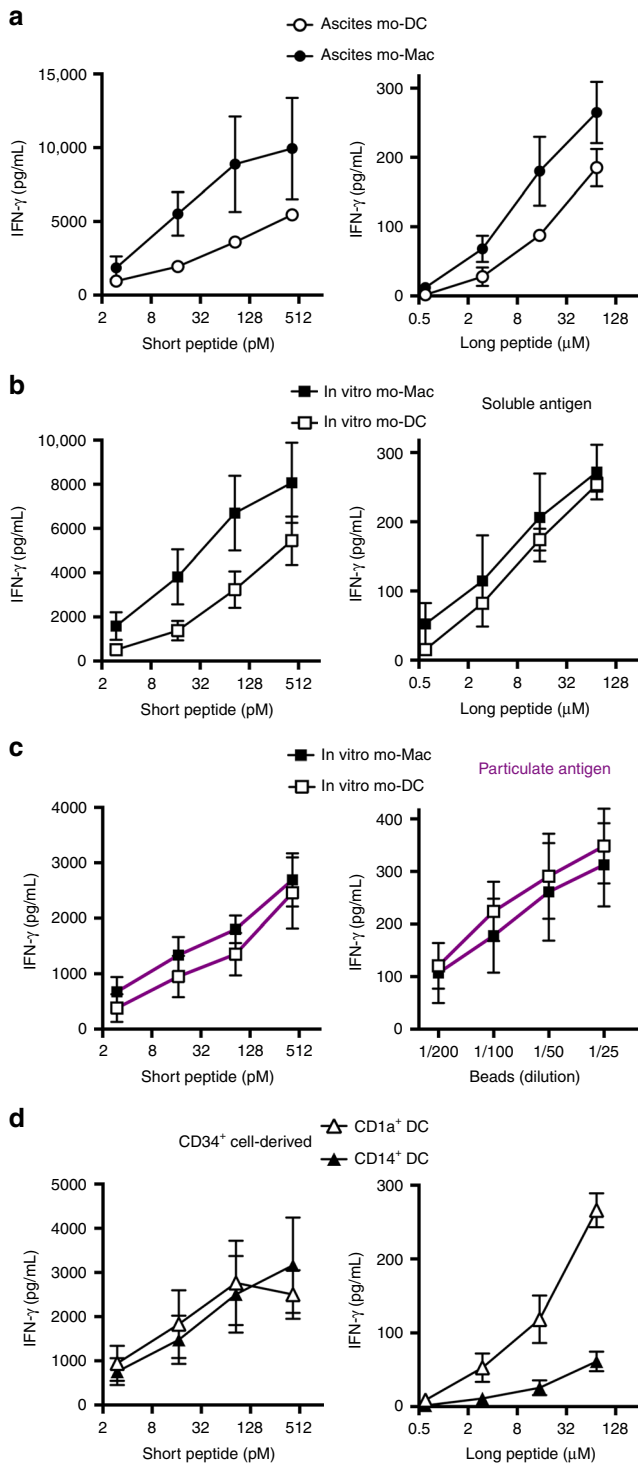 a
Ascites mo-DC
Ascites mo-Mac
15,000
10,000
5000
0
IFN-γ (pg/mL)
2 8 32 128 512
Short peptide (pM)
300
200
100
0
IFN-γ (pg/mL)
0.5 2 8 32 128
Long peptide (μM)
b
In vitro mo-Mac
In vitro mo-DC
Soluble antigen
10,000
8000
6000
4000
2000
0
IFN-γ (pg/mL)
2 8 32 128 512
Short peptide (pM)
300
200
100
0
IFN-γ (pg/mL)
0.5 2 8 32 128
Long peptide (μM)
c
In vitro mo-Mac
In vitro mo-DC
Particulate antigen
4000
3000
2000
1000
0
IFN-γ (pg/mL)
2 8 32 128 512
Short peptide (pM)
400
300
200
100
0
IFN-γ (pg/mL)
1/200 1/100 1/50 1/25
Beads (dilution)
d
CD34⁺ cell-derived
CD1a⁺ DC
CD14⁺ DC
5000
4000
3000
2000
1000
0
IFN-γ (pg/mL)
2 8 32 128 512
Short peptide (pM)
300
200
100
0
IFN-γ (pg/mL)
0.5 2 8 32 128
Long peptide (μM)